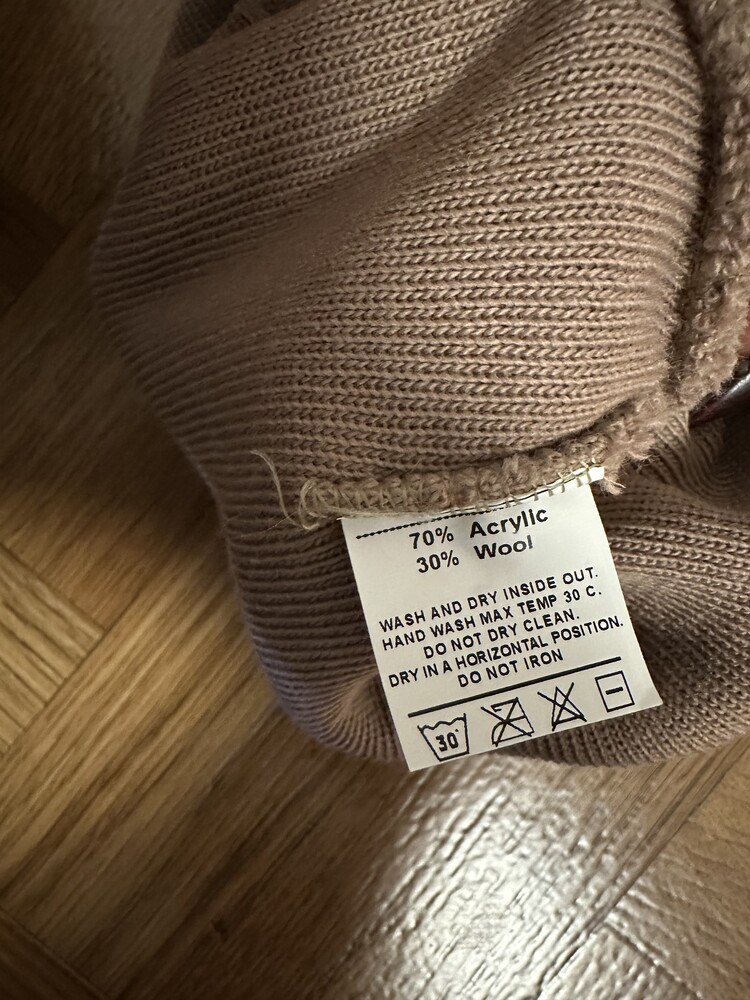 70% Acrylic
30% Wool
WASH AND DRY INSIDE OUT.
HAND WASH MAX TEMP 30 C.
DO NOT DRY CLEAN.
DRY IN A HORIZONTAL POSITION.
DO NOT IRON
30°